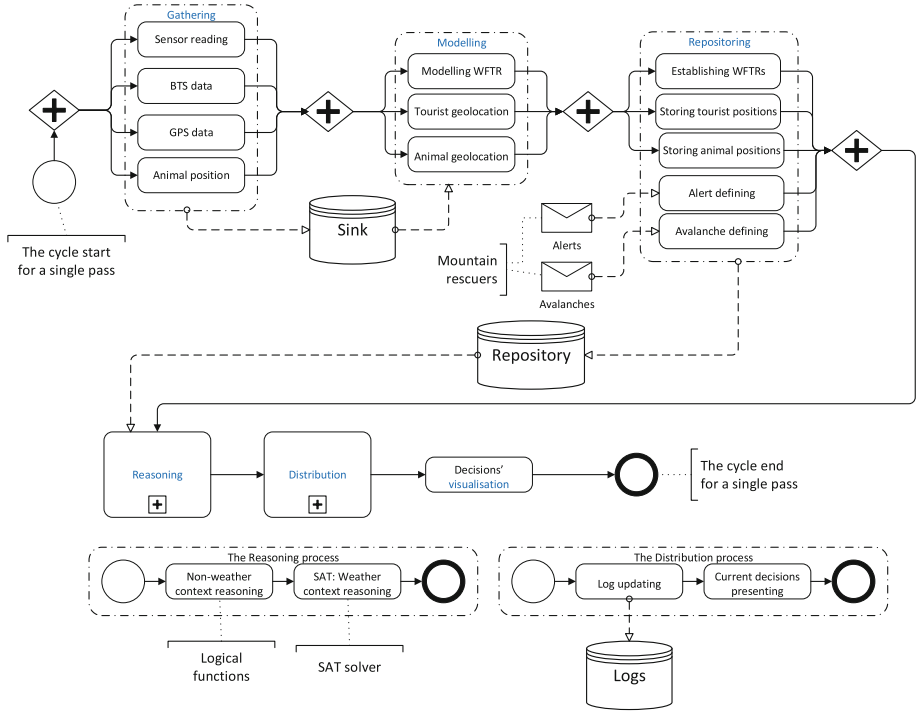 Gathering
Sensor reading
BTS data
GPS data
Animal position
Modelling
Modelling WFTR
Tourist geolocation
Animal geolocation
Repositoring
Establishing WFTRs
Storing tourist positions
Storing animal positions
Alert defining
Avalanche defining
The cycle start
for a single pass
Sink
Mountain
rescuers
Alerts
Avalanches
Repository
Reasoning
Distribution
Decisions'
visualisation
The cycle end
for a single pass
The Reasoning process
Non-weather
context reasoning
SAT: Weather
context reasoning
Logical
functions
SAT solver
The Distribution process
Log updating
Current decisions
presenting
Logs